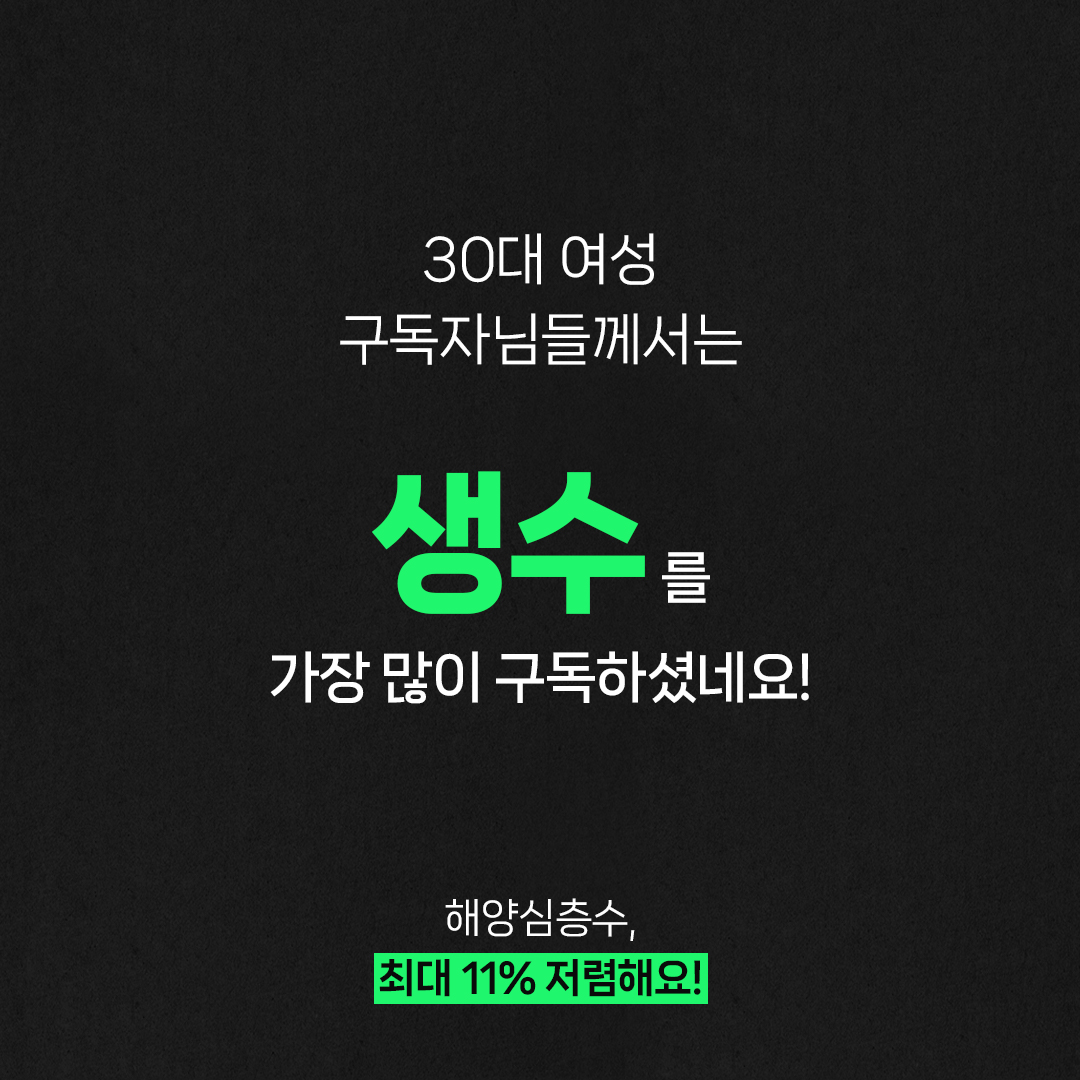 30대 여성
구독자님들께서는
생수를
가장 많이 구독하셨네요!
해양심층수,
최대 11% 저렴해요!